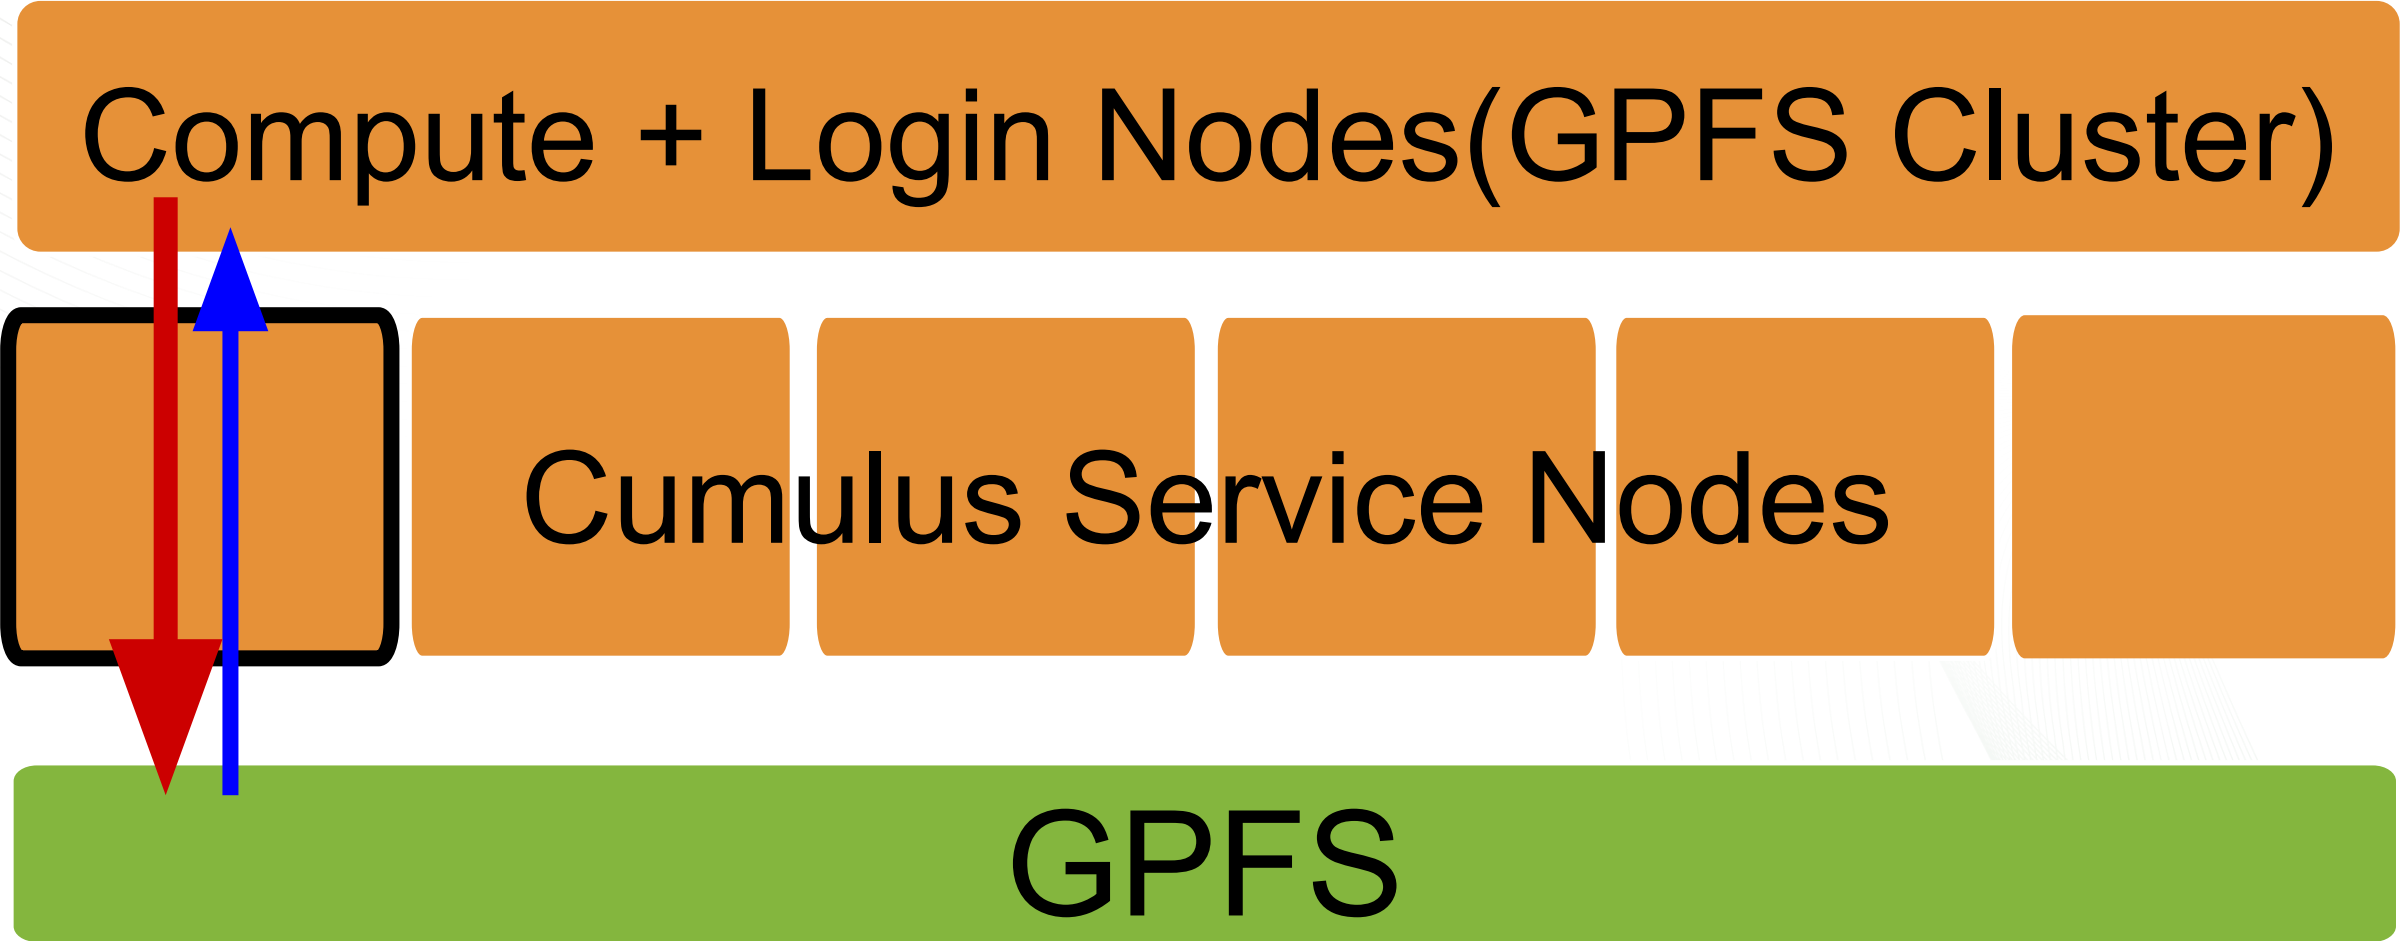 Compute + Login Nodes(GPFS Cluster)
Cumulus Service Nodes
GPFS